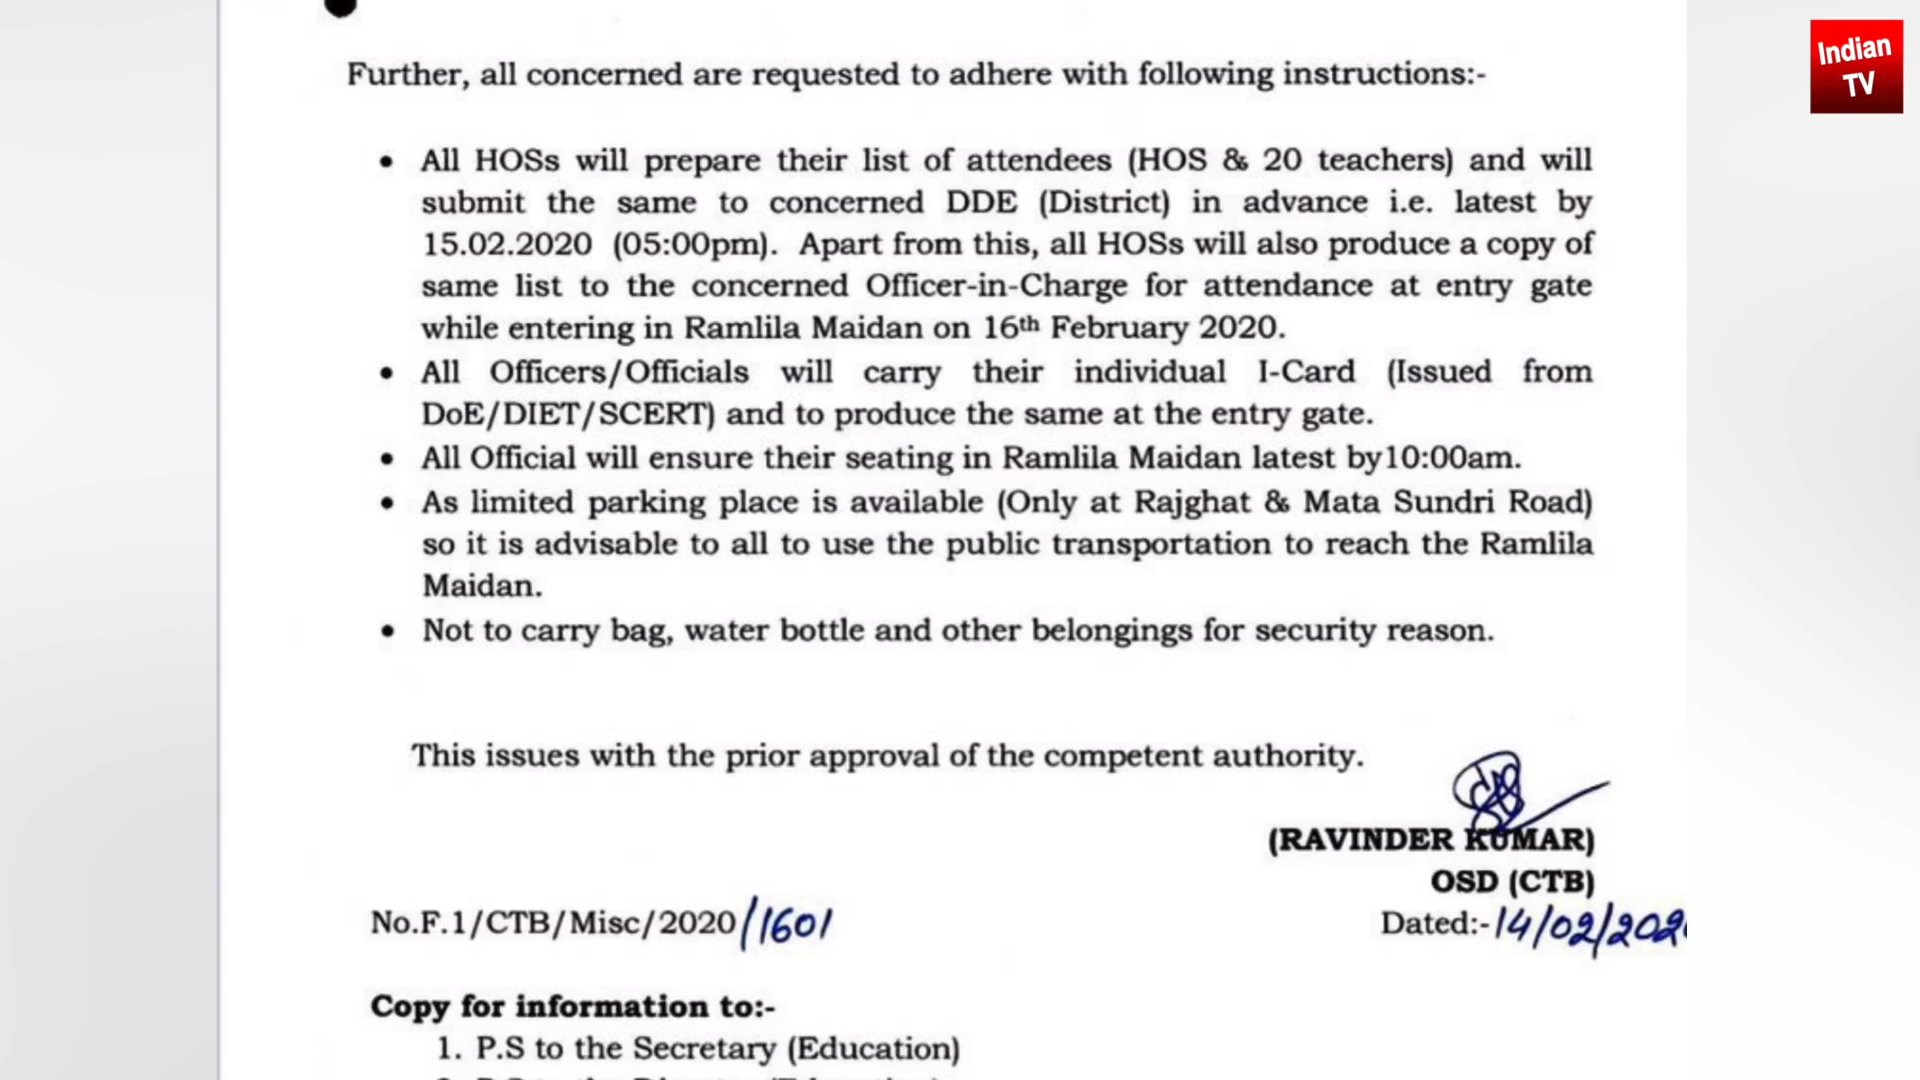 Indian
TV
Further, all concerned are requested to adhere with following instructions:-
• All HOSs will prepare their list of attendees (HOS & 20 teachers) and will
submit the same to concerned DDE (District) in advance i.e. latest by
15.02.2020 (05:00pm). Apart from this, all HOSs will also produce a copy of
same list to the concerned Officer-in-Charge for attendance at entry gate
while entering in Ramlila Maidan on 16th February 2020.
• All Officers/Officials will carry their individual I-Card (Issued from
DoE/DIET/SCERT) and to produce the same at the entry gate.
• All Official will ensure their seating in Ramlila Maidan latest by10:00am.
• As limited parking place is available (Only at Rajghat & Mata Sundri Road)
so it is advisable to all to use the public transportation to reach the Ramlila
Maidan.
• Not to carry bag, water bottle and other belongings for security reason.
This issues with the prior approval of the competent authority.
(RAVINDER KUMAR)
OSD (CTB)
No.F.1/CTB/Misc/2020/1601
Dated:-14/02/202
Copy for information to:-
1. P.S to the Secretary (Education)